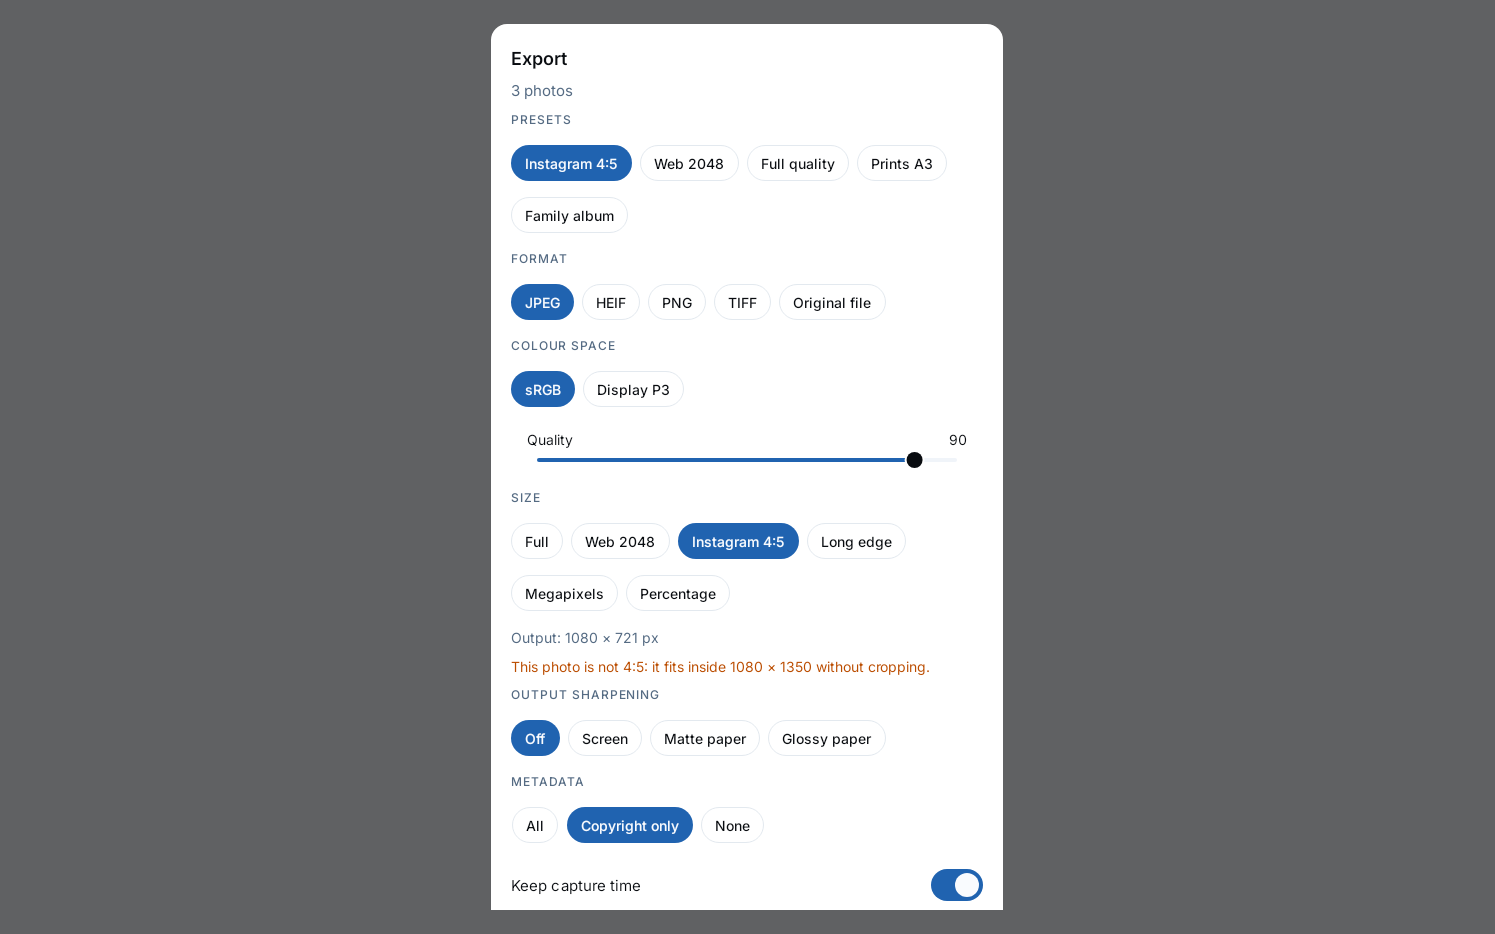 Export
3 photos
PRESETS
Instagram 4:5 Web 2048 Full quality Prints A3
Family album
FORMAT
JPEG HEIF PNG TIFF Original file
COLOUR SPACE
sRGB Display P3
Quality 90
SIZE
Full Web 2048 Instagram 4:5 Long edge
Megapixels Percentage
Output: 1080 × 721 px
This photo is not 4:5: it fits inside 1080 × 1350 without cropping.
OUTPUT SHARPENING
Off Screen Matte paper Glossy paper
METADATA
All Copyright only None
Keep capture time